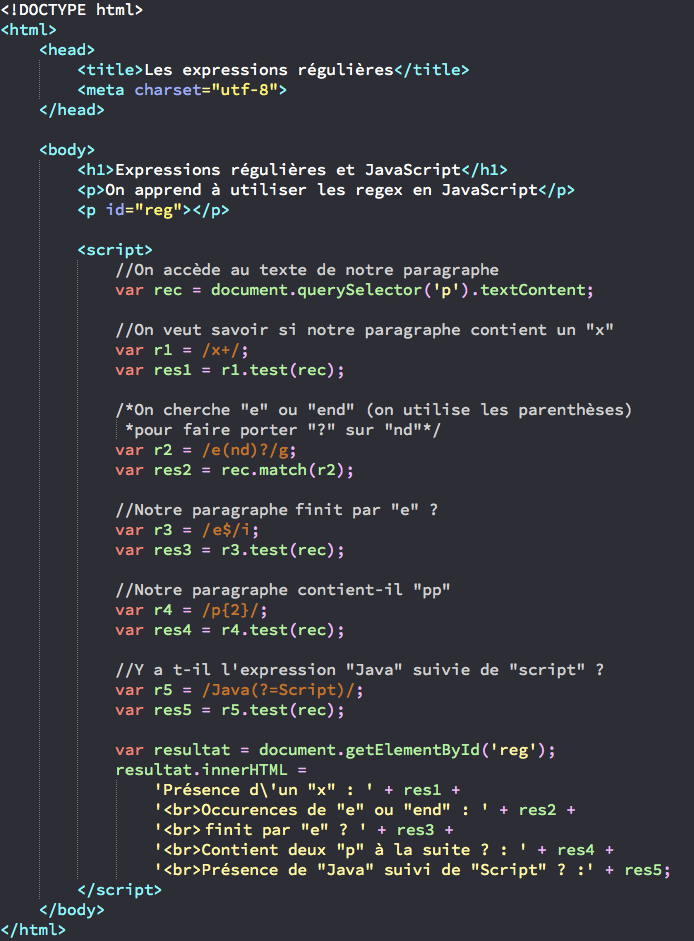 <!DOCTYPE html>
<html>
    <head>
        <title>Les expressions régulières</title>
        <meta charset="utf-8">
    </head>

    <body>
        <h1>Expressions régulières et JavaScript</h1>
        <p>On apprend à utiliser les regex en JavaScript</p>
        <p id="reg"></p>

        <script>
            //On accède au texte de notre paragraphe
            var rec = document.querySelector('p').textContent;

            //On veut savoir si notre paragraphe contient un "x"
            var r1 = /x+/;
            var res1 = r1.test(rec);

            /*On cherche "e" ou "end" (on utilise les parenthèses)
             *pour faire porter "?" sur "nd"*/
            var r2 = /e(nd)?/g;
            var res2 = rec.match(r2);

            //Notre paragraphe finit par "e" ?
            var r3 = /e$/i;
            var res3 = r3.test(rec);

            //Notre paragraphe contient-il "pp"
            var r4 = /p{2}/;
            var res4 = r4.test(rec);

            //Y a t-il l'expression "Java" suivie de "script" ?
            var r5 = /Java(?=Script)/;
            var res5 = r5.test(rec);

            var resultat = document.getElementById('reg');
            resultat.innerHTML =
                'Présence d\'un "x" : ' + res1 +
                '<br>Occurences de "e" ou "end" : ' + res2 +
                '<br> finit par "e" ? ' + res3 +
                '<br>Contient deux "p" à la suite ? : ' + res4 +
                '<br>Présence de "Java" suivi de "Script" ? :' + res5;
        </script>
    </body>
</html>